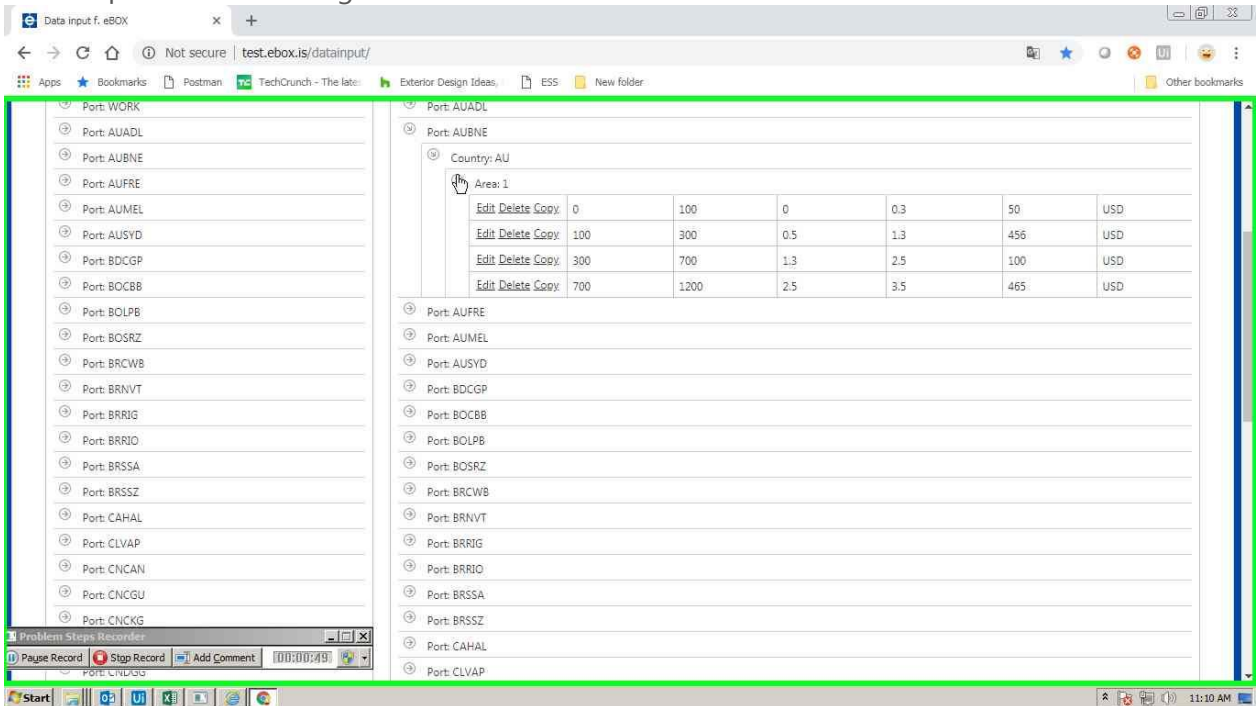 Data input f. eBOX
Not secure | test.ebox.is/datainput/
Apps Bookmarks Postman TechCrunch – The late Exterior Design Ideas, ESS New folder Other bookmarks
Port: WORK
Port: AUADL
Port: AUBNE
Port: AUFRE
Port: AUMEL
Port: AUSYD
Port: BDCGP
Port: BOCBB
Port: BOLPB
Port: BOSRZ
Port: BRCWB
Port: BRNVT
Port: BRRIG
Port: BRRIO
Port: BRSSA
Port: BRSSZ
Port: CAHAL
Port: CLVAP
Port: CNCAN
Port: CNCGU
Port: CNCKG
Port: CNDGG
Port: AUADL
Port: AUBNE
Country: AU
Area: 1
Edit Delete Copy 0 100 0 0.3 50 USD
Edit Delete Copy 100 300 0.5 1.3 456 USD
Edit Delete Copy 300 700 1.3 2.5 100 USD
Edit Delete Copy 700 1200 2.5 3.5 465 USD
Port: AUFRE
Port: AUMEL
Port: AUSYD
Port: BDCGP
Port: BOCBB
Port: BOLPB
Port: BOSRZ
Port: BRCWB
Port: BRNVT
Port: BRRIG
Port: BRRIO
Port: BRSSA
Port: BRSSZ
Port: CAHAL
Port: CLVAP
Problem Steps Recorder
Pause Record Stop Record Add Comment 00:00:49
Start 11:10 AM